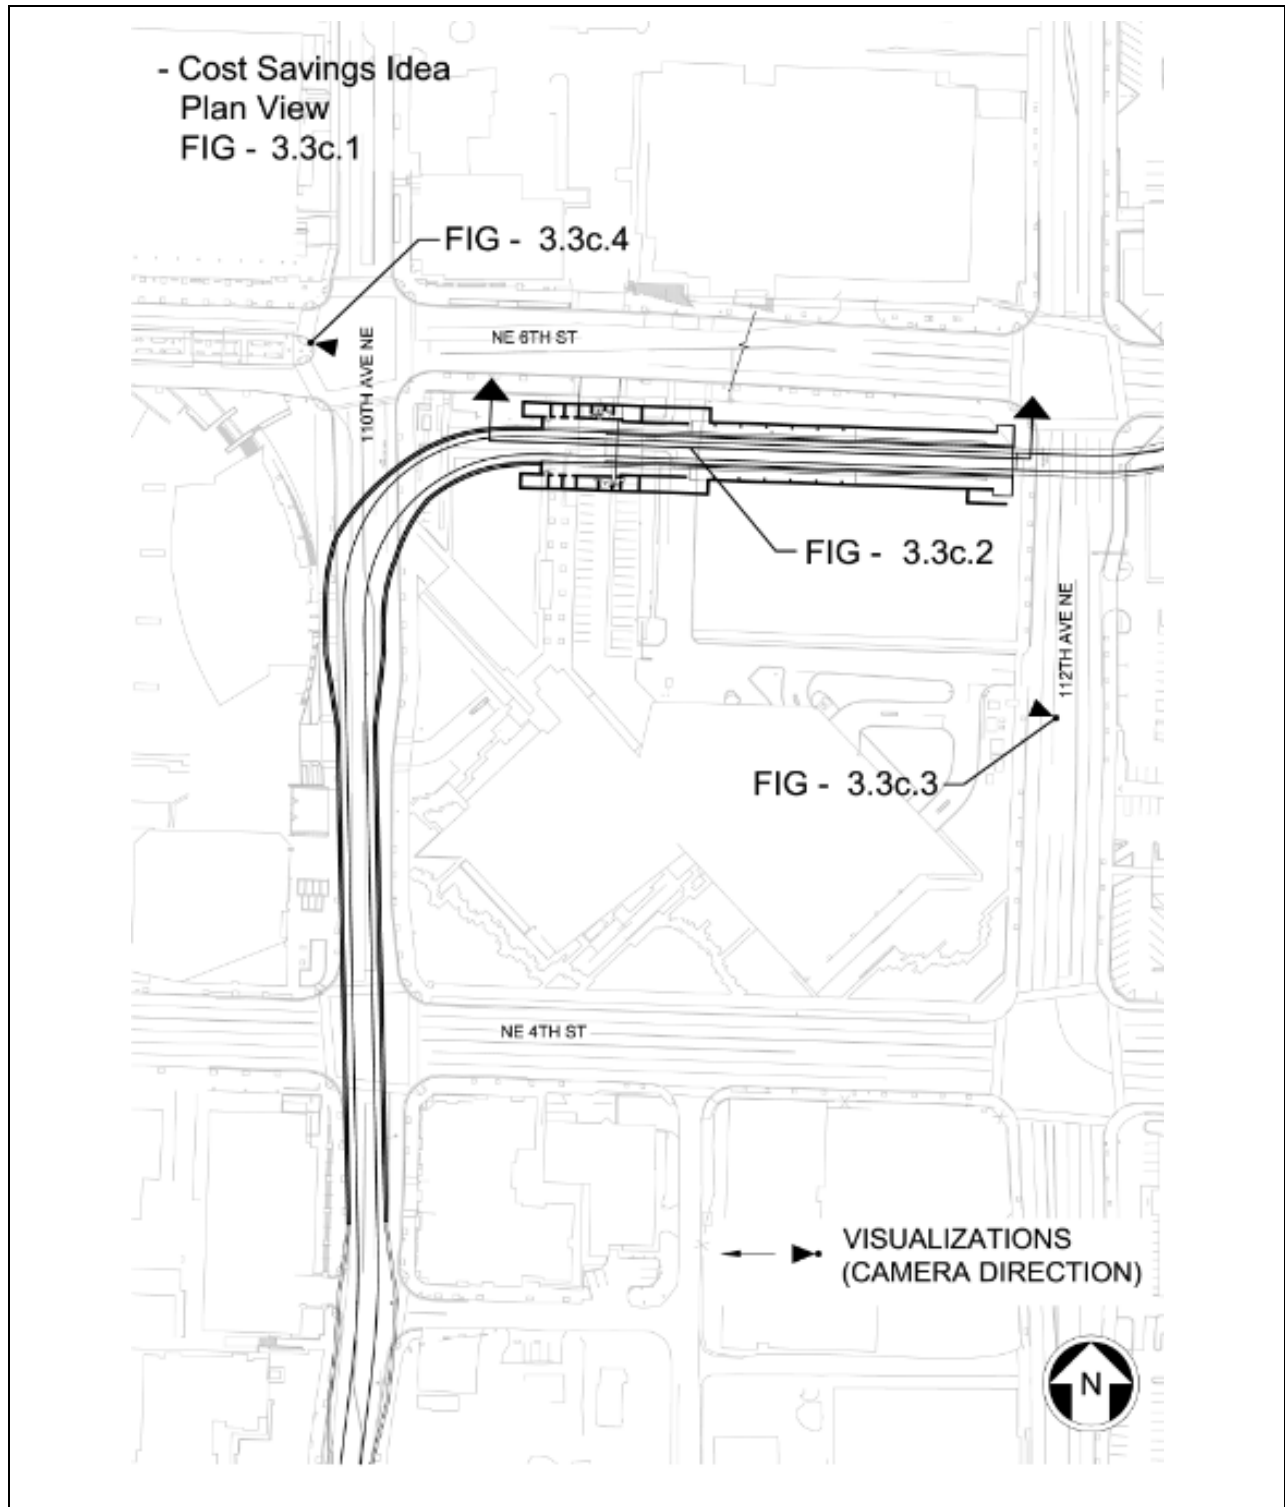 - Cost Savings Idea
Plan View
FIG - 3.3c.1
FIG - 3.3c.4
110TH AVE NE
NE 6TH ST
FIG - 3.3c.2
112TH AVE NE
FIG - 3.3c.3
NE 4TH ST
VISUALIZATIONS
(CAMERA DIRECTION)
N